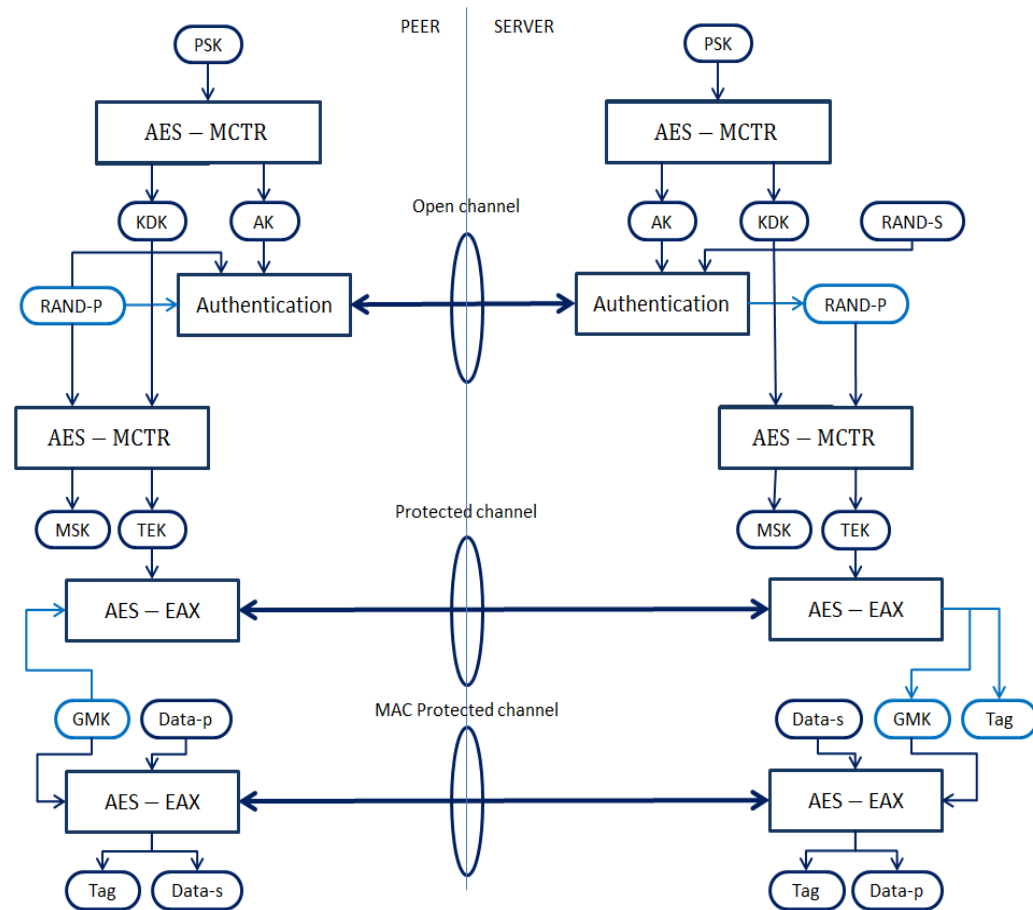 PEER SERVER
PSK PSK
AES – MCTR AES – MCTR
KDK AK Open channel AK KDK RAND-S
RAND-P Authentication Authentication RAND-P
AES – MCTR AES – MCTR
Protected channel
MSK TEK MSK TEK
AES – EAX AES – EAX
MAC Protected channel
GMK Data-p Data-s GMK Tag
AES – EAX AES – EAX
Tag Data-s Tag Data-p